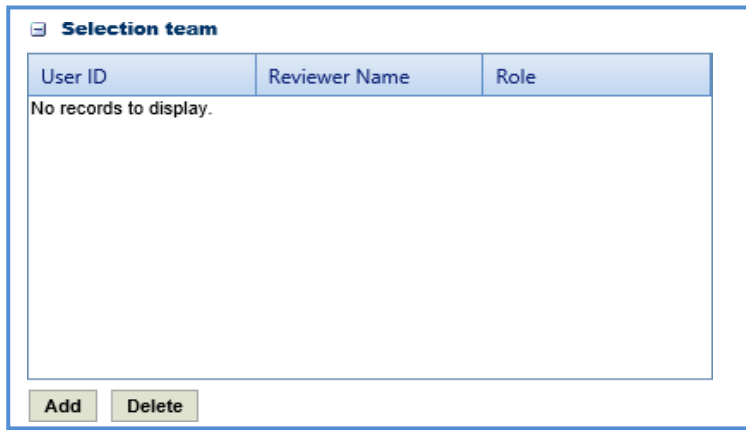 Selection team
User ID Reviewer Name Role
No records to display.
Add Delete